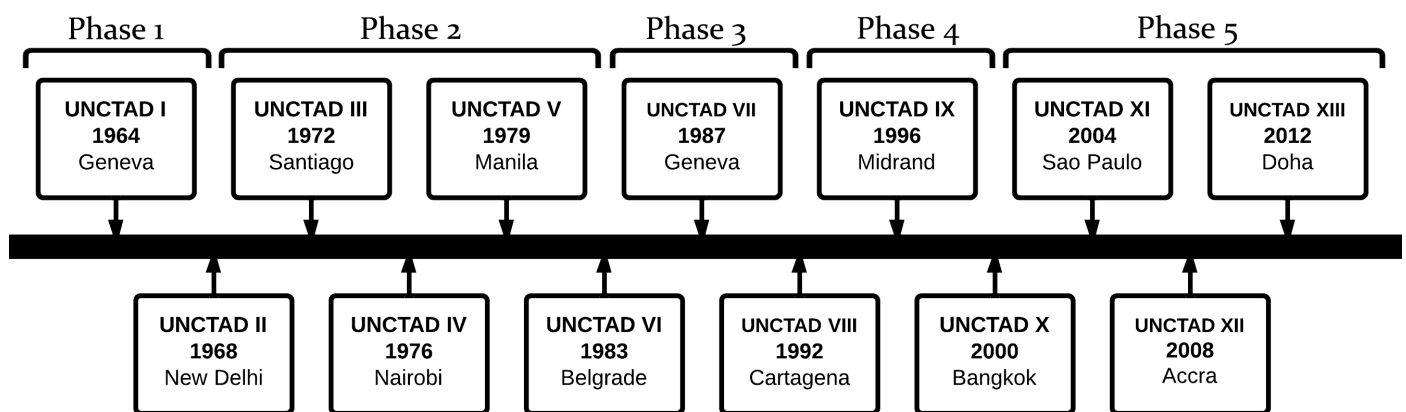 Phase 1
Phase 2
Phase 3
Phase 4
Phase 5
UNCTAD I
1964
Geneva
UNCTAD III
1972
Santiago
UNCTAD V
1979
Manila
UNCTAD VII
1987
Geneva
UNCTAD IX
1996
Midrand
UNCTAD XI
2004
Sao Paulo
UNCTAD XIII
2012
Doha
UNCTAD II
1968
New Delhi
UNCTAD IV
1976
Nairobi
UNCTAD VI
1983
Belgrade
UNCTAD VIII
1992
Cartagena
UNCTAD X
2000
Bangkok
UNCTAD XII
2008
Accra